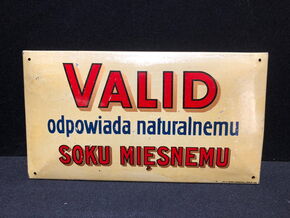 VALID
odpowiada naturalnemu
SOKU MIĘSNEMU